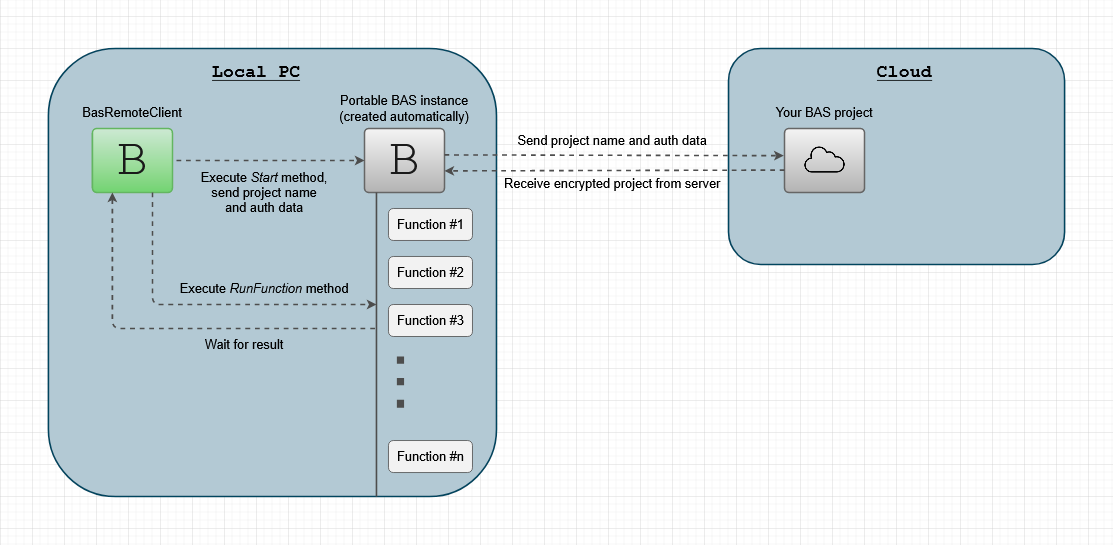 Local PC
Cloud
BasRemoteClient
Portable BAS instance
(created automatically)
Your BAS project
B
B
Send project name and auth data
Receive encrypted project from server
Execute Start method,
send project name
and auth data
Function #1
Function #2
Execute RunFunction method
Function #3
Wait for result
Function #n